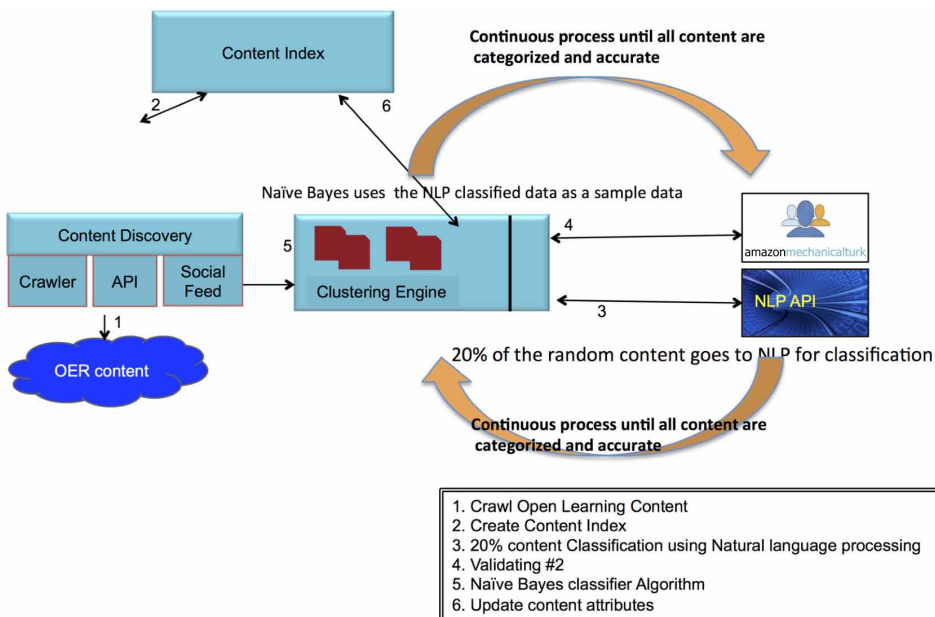 Content Index
Continuous process until all content are
categorized and accurate
2
6
Naïve Bayes uses the NLP classified data as a sample data
Content Discovery
Crawler
API
Social
Feed
5
Clustering Engine
4
amazonmechanicalturk
3
NLP API
1
OER content
20% of the random content goes to NLP for classification
Continuous process until all content are
categorized and accurate
1. Crawl Open Learning Content
2. Create Content Index
3. 20% content Classification using Natural language processing
4. Validating #2
5. Naïve Bayes classifier Algorithm
6. Update content attributes